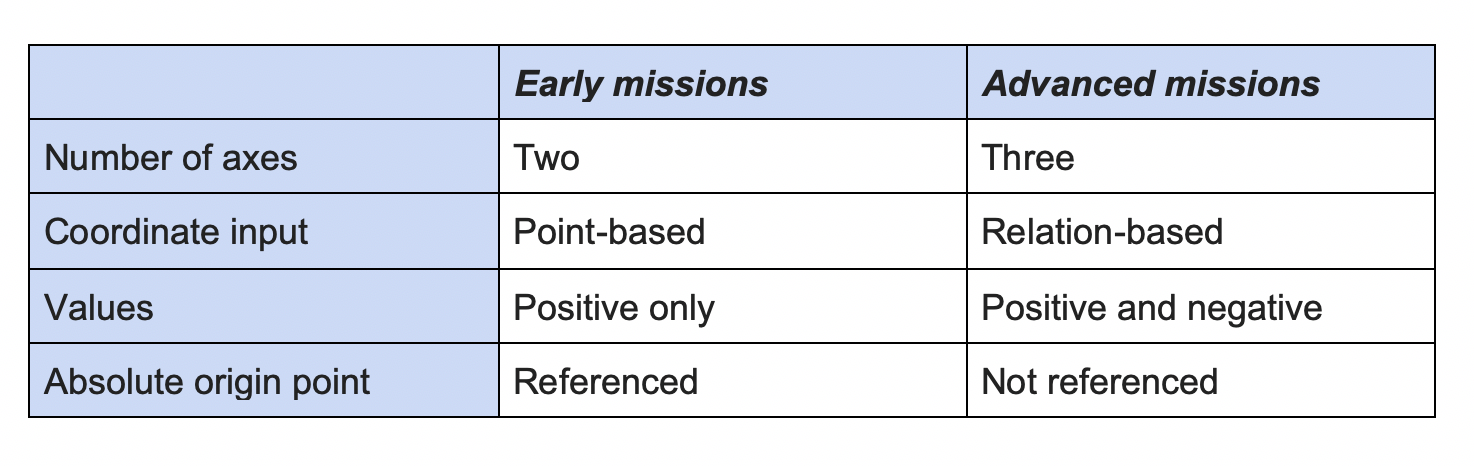 Early missions Advanced missions
Number of axes Two Three
Coordinate input Point-based Relation-based
Values Positive only Positive and negative
Absolute origin point Referenced Not referenced